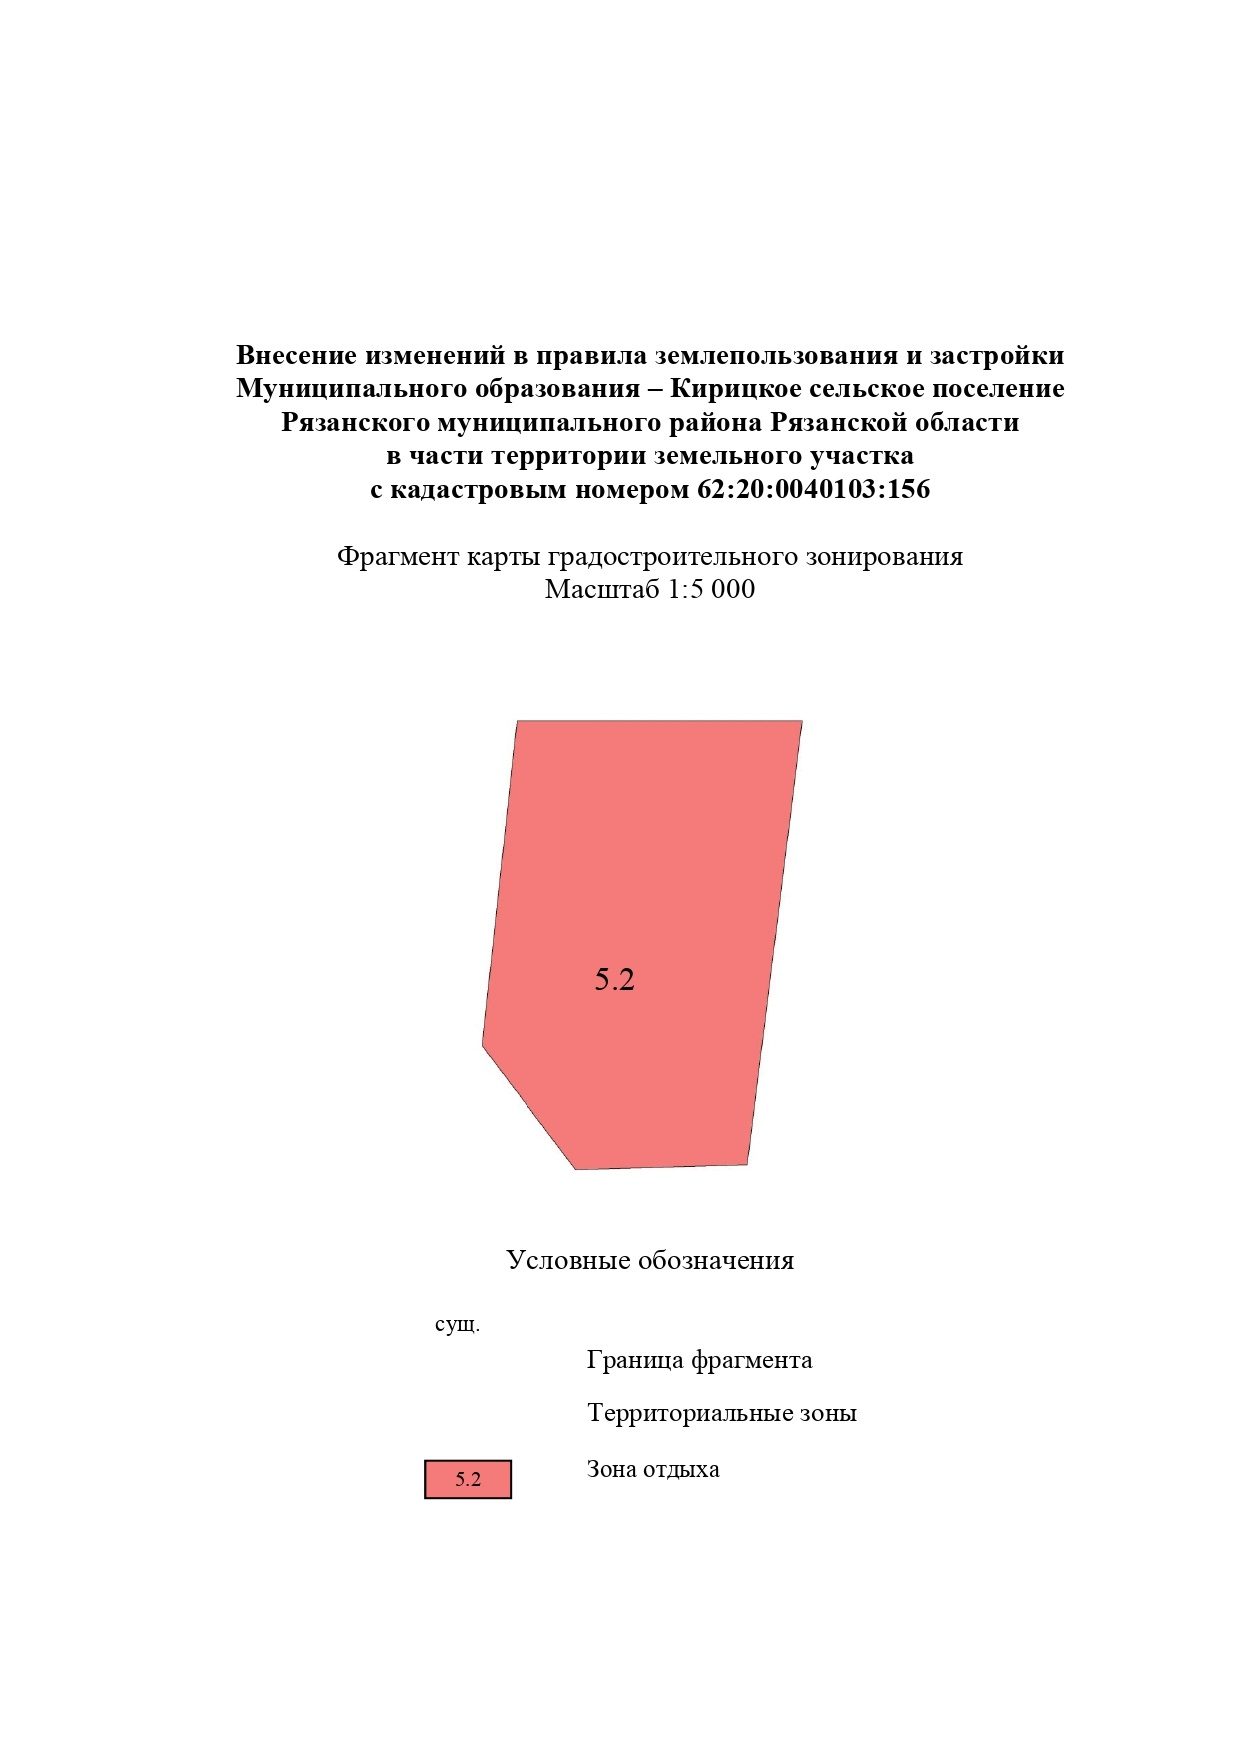 Внесение изменений в правила землепользования и застройки
Муниципального образования – Кирицкое сельское поселение
Рязанского муниципального района Рязанской области
в части территории земельного участка
с кадастровым номером 62:20:0040103:156
Фрагмент карты градостроительного зонирования
Масштаб 1:5 000
5.2
Условные обозначения
сущ.
Граница фрагмента
Территориальные зоны
5.2 Зона отдыха